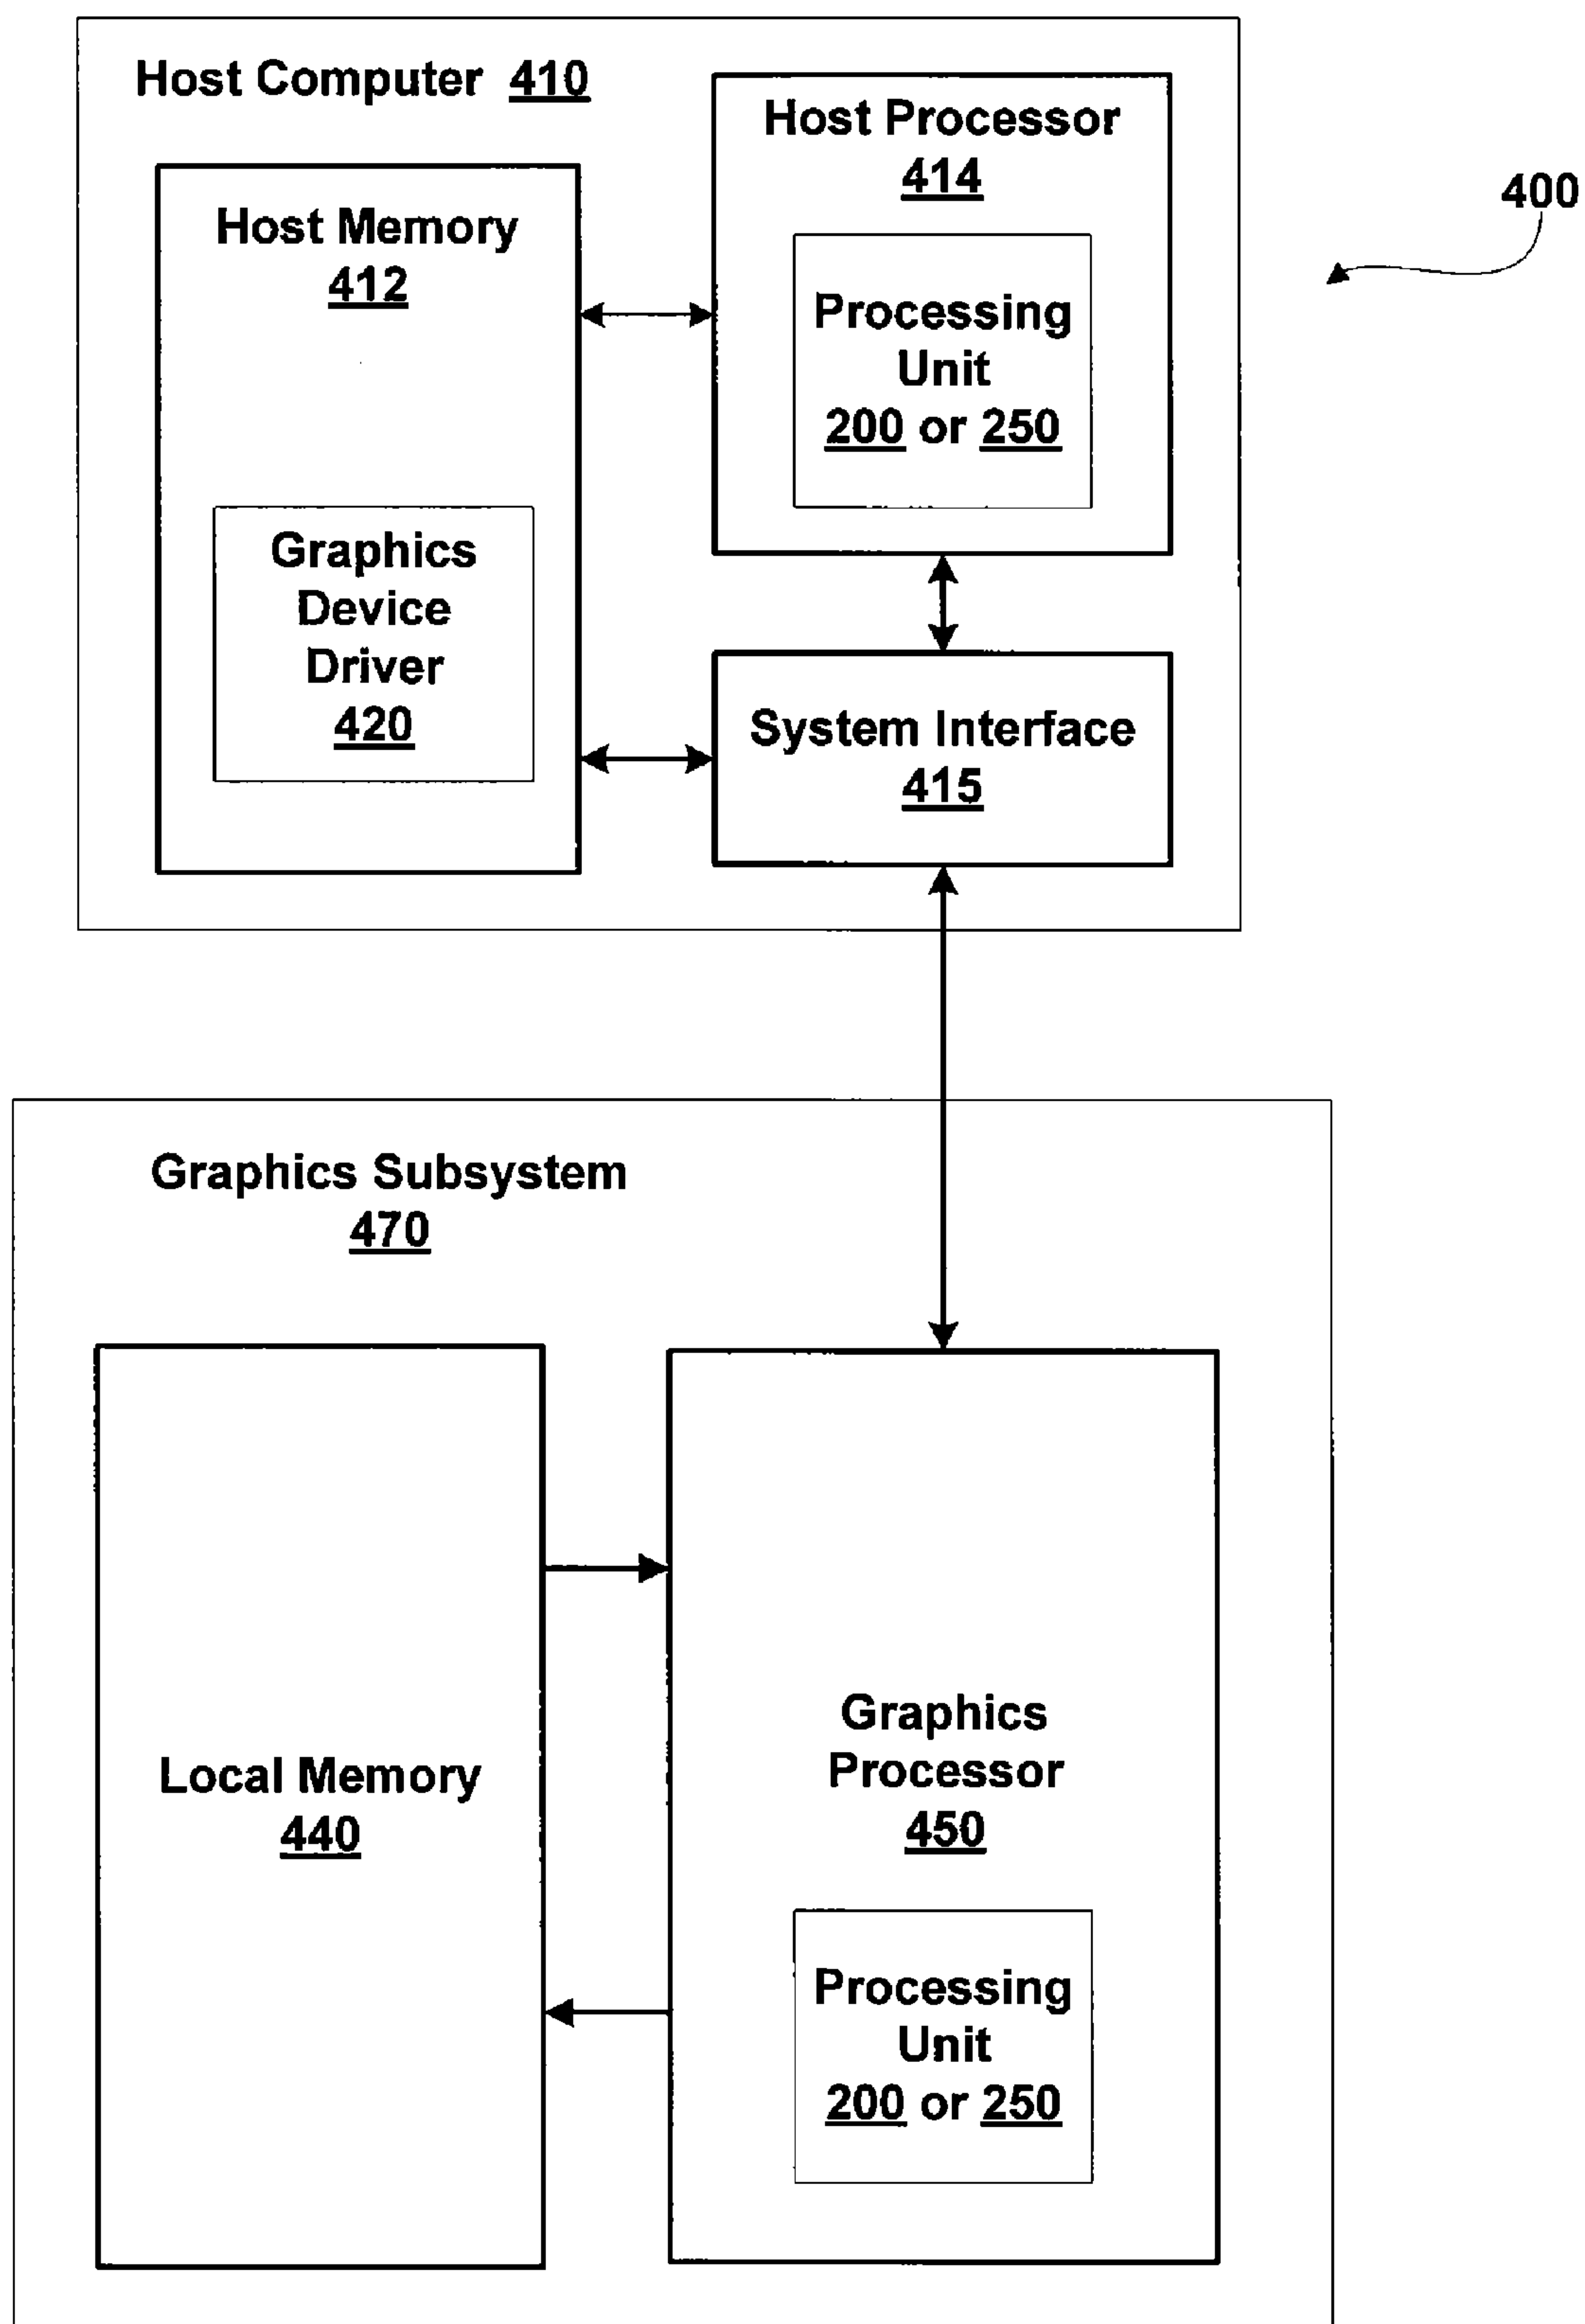 Host Computer 410
Host Processor
414
400
Host Memory
412
Processing
Unit
200 or 250
Graphics
Device
Driver
420
System Interface
415
Graphics Subsystem
470
Local Memory
440
Graphics
Processor
450
Processing
Unit
200 or 250